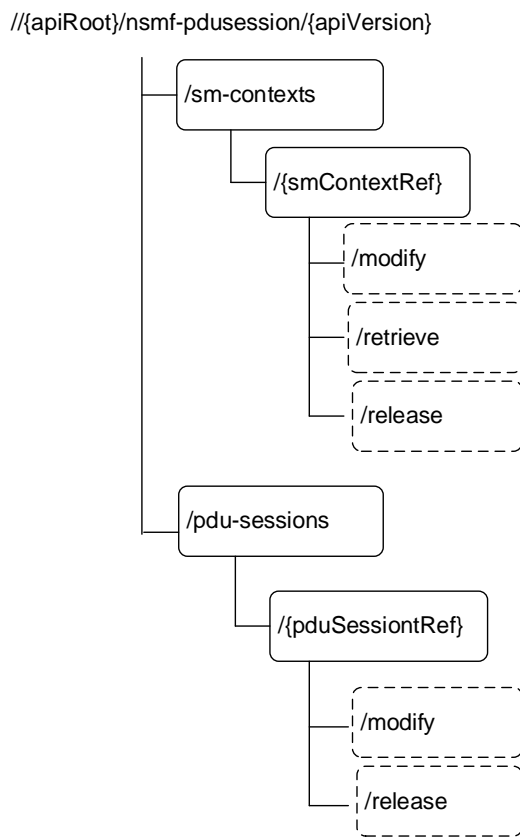 //{apiRoot}/nsmf-pdusession/{apiVersion}
/sm-contexts
/{smContextRef}
/modify
/retrieve
/release
/pdu-sessions
/{pduSessiontRef}
/modify
/release